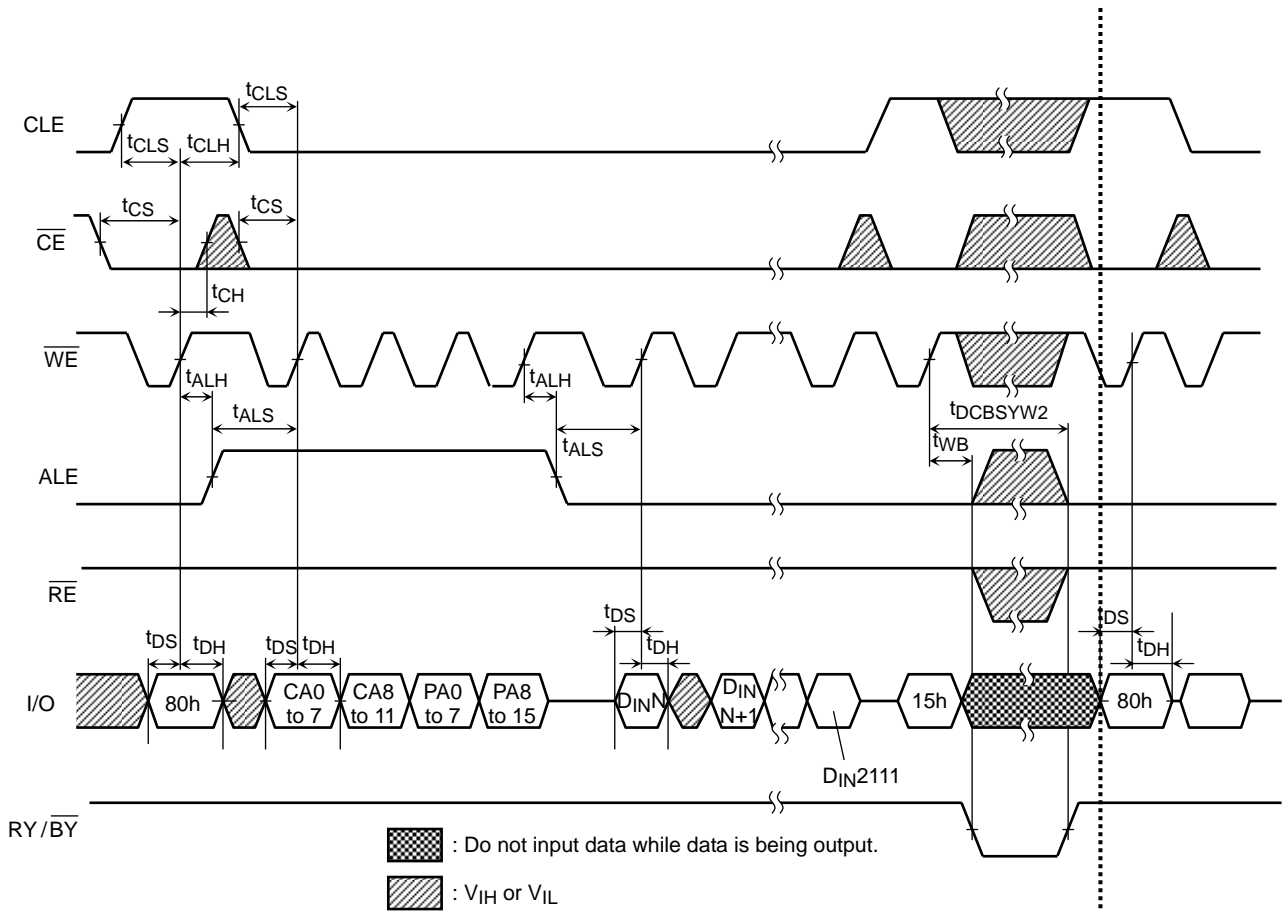 tCLS
CLE
tCLS tCLH
tCS tCS
CE
tCH
WE
tALH tALH
tDCBSYW2
tALS tALS tWB
ALE
RE
tDS tDH tDS tDH tDS tDH tDS tDH
I/O
80h
CA0 to 7
CA8 to 11
PA0 to 7
PA8 to 15
DINN
DIN N+1
15h
80h
DIN2111
RY/BY
: Do not input data while data is being output.
: VIH or VIL